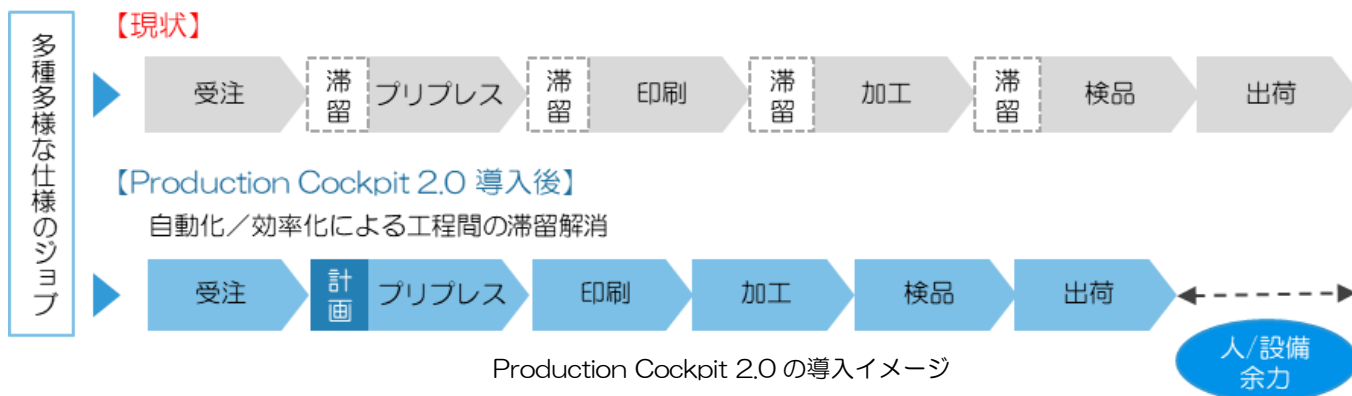 多種多様な仕様のジョブ
【現状】
受注
滞留
プリプレス
滞留
印刷
滞留
加工
滞留
検品
出荷
【Production Cockpit 2.0 導入後】
自動化／効率化による工程間の滞留解消
受注
計画
プリプレス
印刷
加工
検品
出荷
人/設備
余力
Production Cockpit 2.0 の導入イメージ